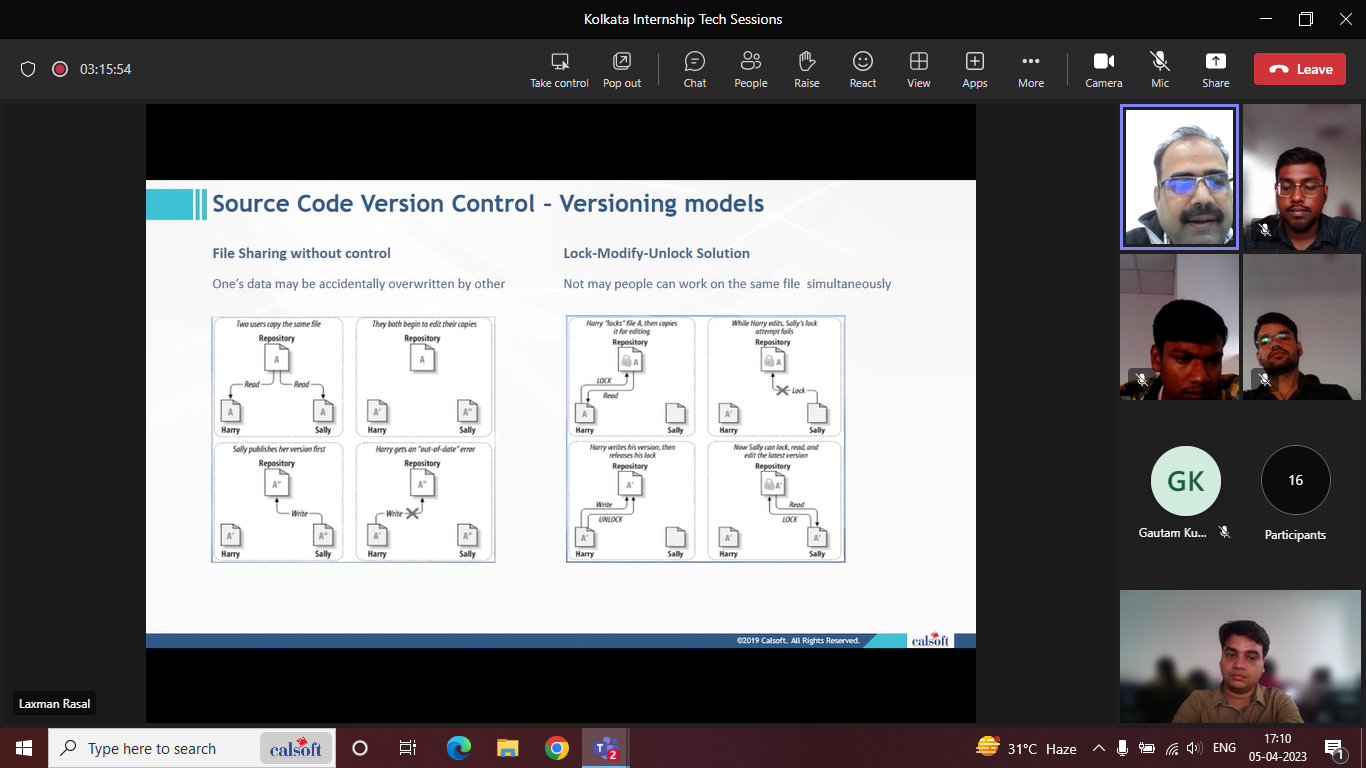 Kolkata Internship Tech Sessions
03:15:54
Take control
Pop out
Chat
People
Raise
React
View
Apps
More
Camera
Mic
Share
Leave
Source Code Version Control - Versioning models
File Sharing without control
One's data may be accidentally overwritten by other
Two users copy the same file
Repository
A
Read
Read
A
A
Harry
Sally
They both begin to edit their copies
Repository
A
A'
A"
Harry
Sally
Sally publishes her version first
Repository
A"
Write
A'
A"
Harry
Sally
Harry gets an "out-of-date" error
Repository
A"
Write
A'
A"
Harry
Sally
Lock-Modify-Unlock Solution
Not may people can work on the same file simultaneously
Harry "locks" file A, then copies
it for editing
Repository
A
LOCK
Read
A
Harry
Sally
While Harry edits, Sally's lock
attempt fails
Repository
A
Lock
A'
Harry
Sally
Harry writes his version, then
releases his lock
Repository
A'
Write
UNLOCK
A'
Harry
Sally
Now Sally can lock, read, and
edit the latest version
Repository
A'
Read
LOCK
A'
A'
Harry
Sally
©2019 Calsoft. All Rights Reserved.
calsoft
GK
Gautam Ku...
16
Participants
Laxman Rasal
Type here to search
calsoft
2
31°C Haze
ENG
17:10
05-04-2023
1